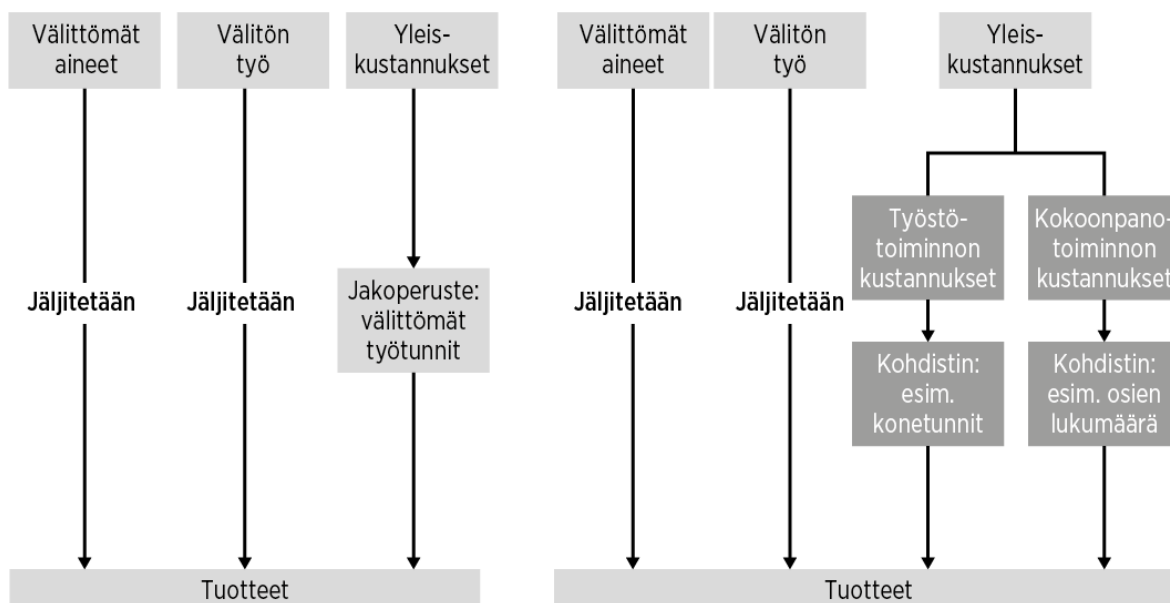 Välittömät
aineet
Välitön
työ
Yleis-
kustannukset
Jäljitetään
Jäljitetään
Jakoperuste:
välittömät
työtunnit
Tuotteet
Välittömät
aineet
Välitön
työ
Yleis-
kustannukset
Työstö-
toiminnon
kustannukset
Kokoonpano-
toiminnon
kustannukset
Jäljitetään
Jäljitetään
Kohdistin:
esim.
konetunnit
Kohdistin:
esim. osien
lukumäärä
Tuotteet